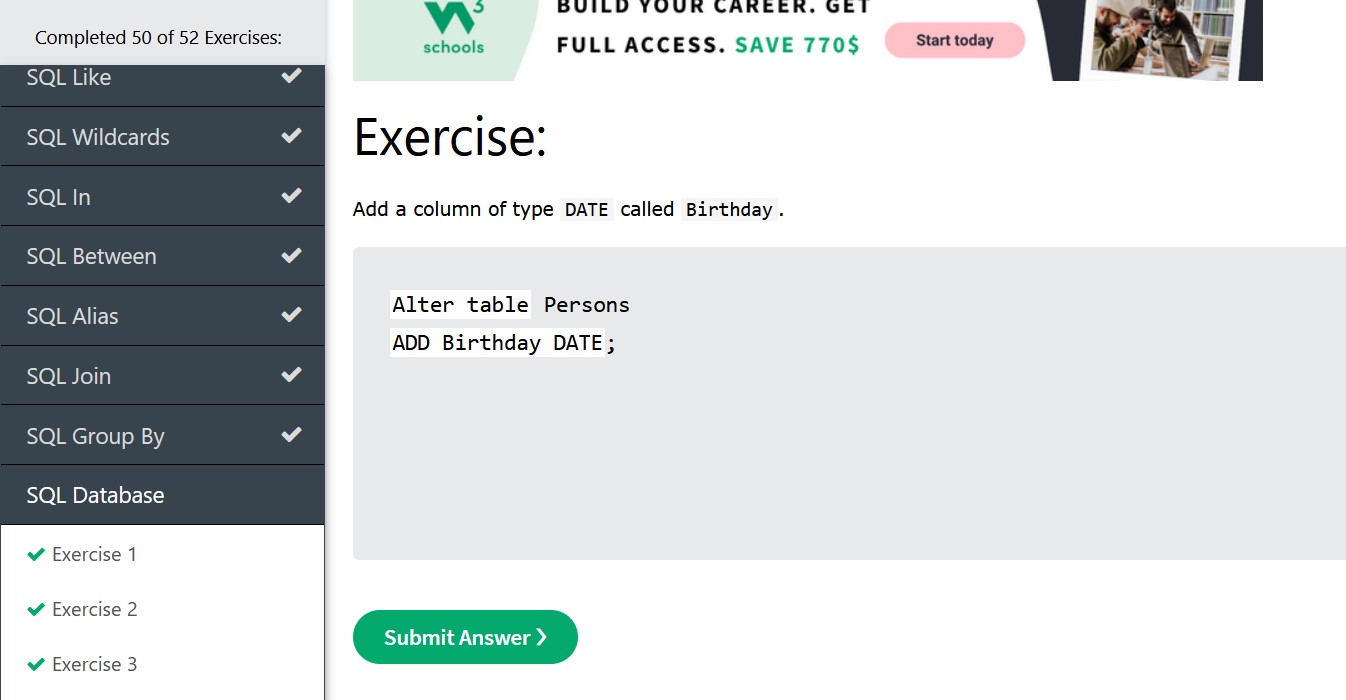 Completed 50 of 52 Exercises:
SQL Like
SQL Wildcards
SQL In
SQL Between
SQL Alias
SQL Join
SQL Group By
SQL Database
Exercise 1
Exercise 2
Exercise 3
3
schools
BUILD YOUR CAREER. GET
FULL ACCESS. SAVE 770$
Start today
Exercise:
Add a column of type DATE called Birthday.
Alter table Persons
ADD Birthday DATE;
Submit Answer ❯